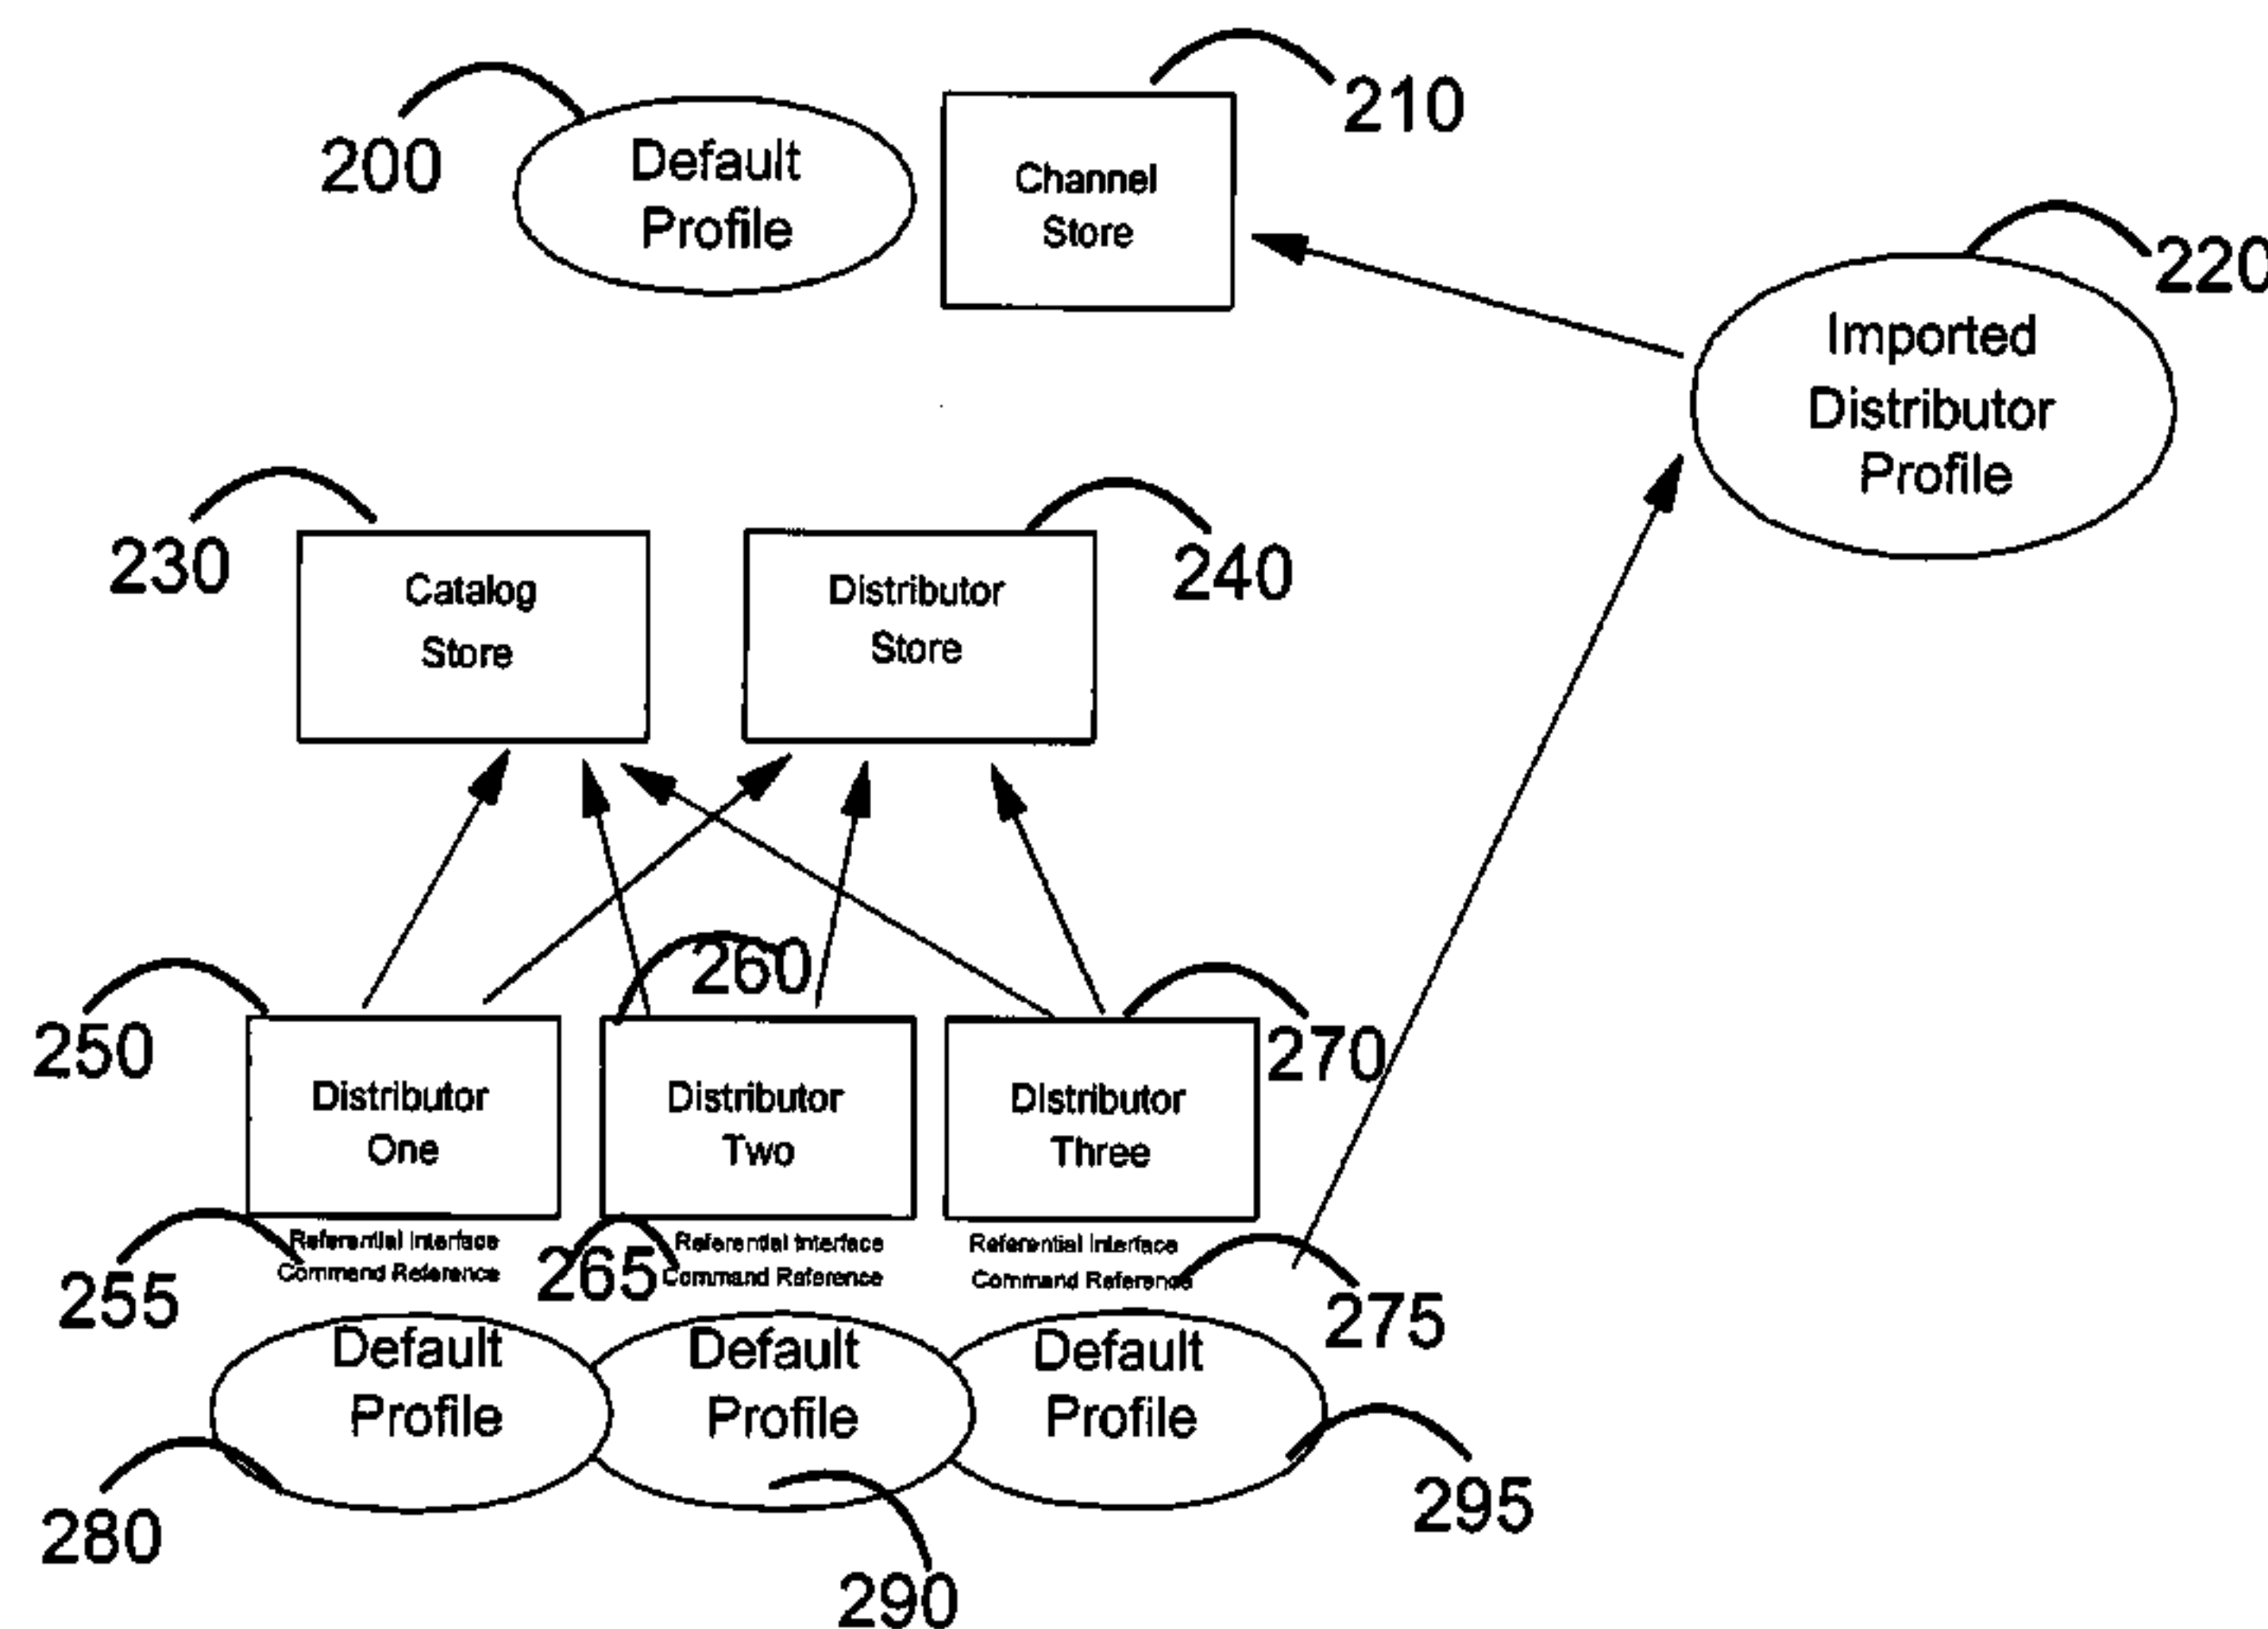 210
200
Default
Profile
Channel
Store
220
Imported
Distributor
Profile
230
240
Catalog
Store
Distributor
Store
260
250
270
Distributor
One
Distributor
Two
Distributor
Three
Referential Interface
Command Reference
Referential Interface
Command Reference
Referential Interface
Command Reference
255
265
275
Default
Profile
Default
Profile
Default
Profile
280
290
295